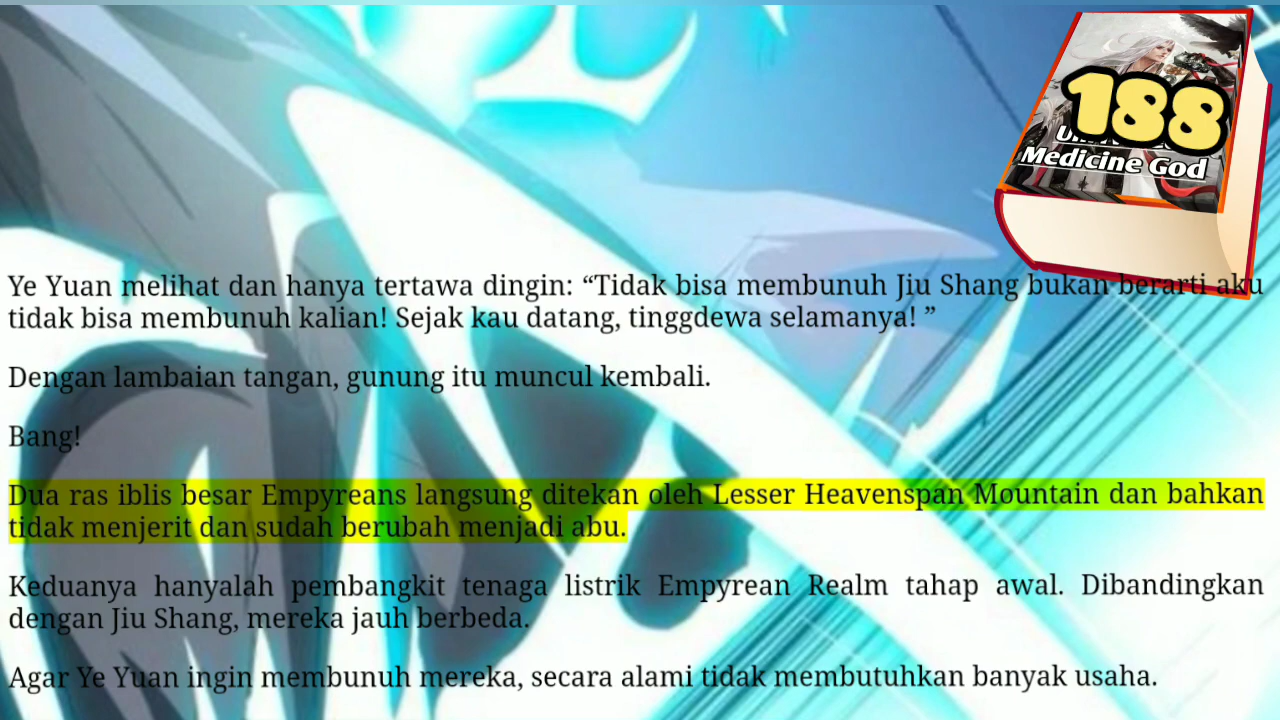 188
Medicine God
Ye Yuan melihat dan hanya tertawa dingin: “Tidak bisa membunuh Jiu Shang bukan berarti aku
tidak bisa membunuh kalian! Sejak kau datang, tinggdewa selamanya! ”
Dengan lambaian tangan, gunung itu muncul kembali.
Bang!
Dua ras iblis besar Empyreans langsung ditekan oleh Lesser Heavenspan Mountain dan bahkan
tidak menjerit dan sudah berubah menjadi abu.
Keduanya hanyalah pembangkit tenaga listrik Empyrean Realm tahap awal. Dibandingkan
dengan Jiu Shang, mereka jauh berbeda.
Agar Ye Yuan ingin membunuh mereka, secara alami tidak membutuhkan banyak usaha.